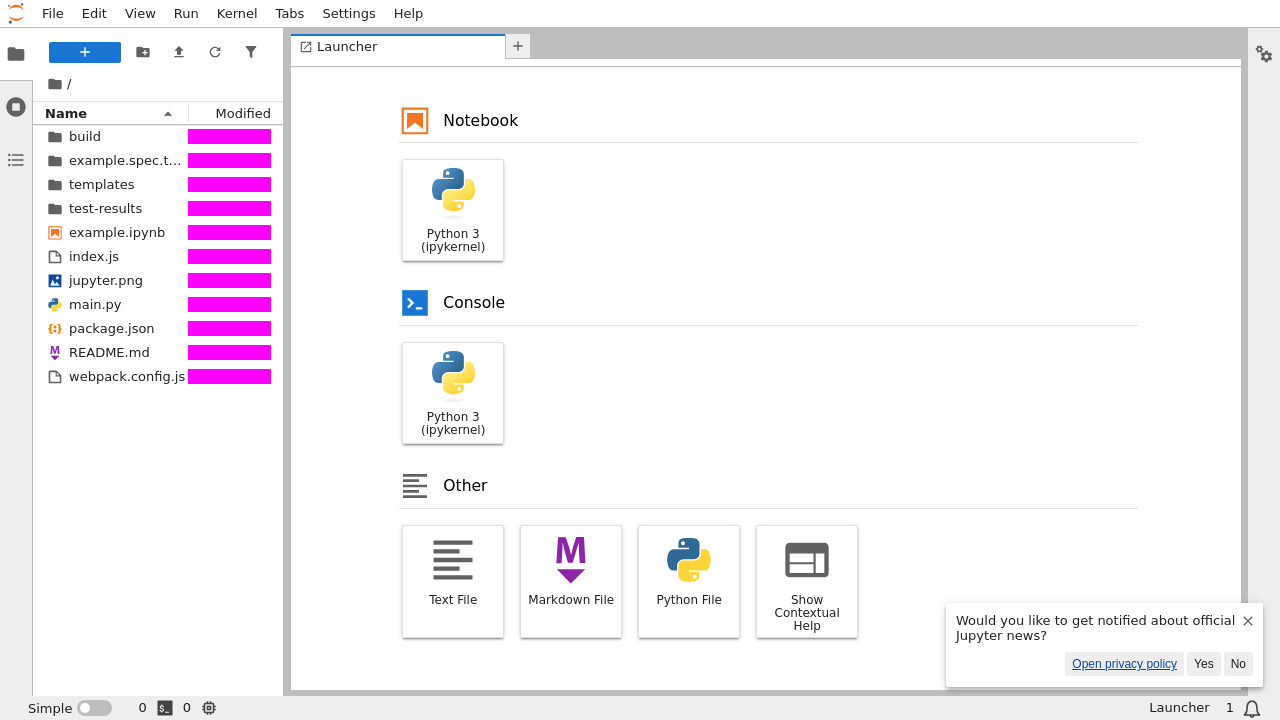 File Edit View Run Kernel Tabs Settings Help
Launcher
/
Name Modified
build
example.spec.t...
templates
test-results
example.ipynb
index.js
jupyter.png
main.py
package.json
README.md
webpack.config.js
Notebook
Python 3
(ipykernel)
Console
Python 3
(ipykernel)
Other
Text File
Markdown File
Python File
Show
Contextual
Help
Would you like to get notified about official
Jupyter news?
Open privacy policy Yes No
Simple 0 0 Launcher 1